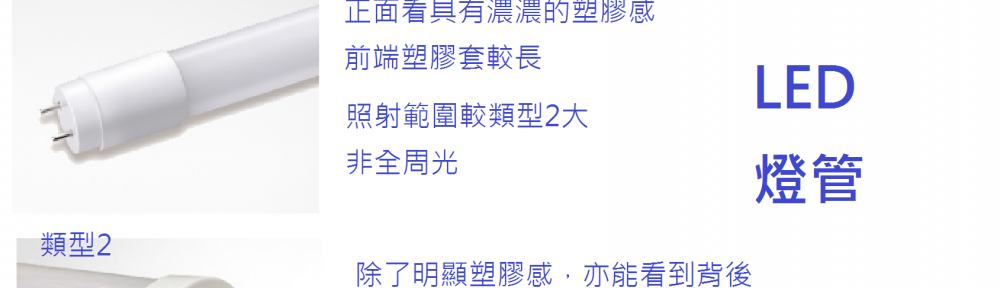 正面看具有濃濃的塑膠感
前端塑膠套較長
照射範圍較類型2大
非全周光
LED
燈管
類型2
除了明顯塑膠感，亦能看到背後